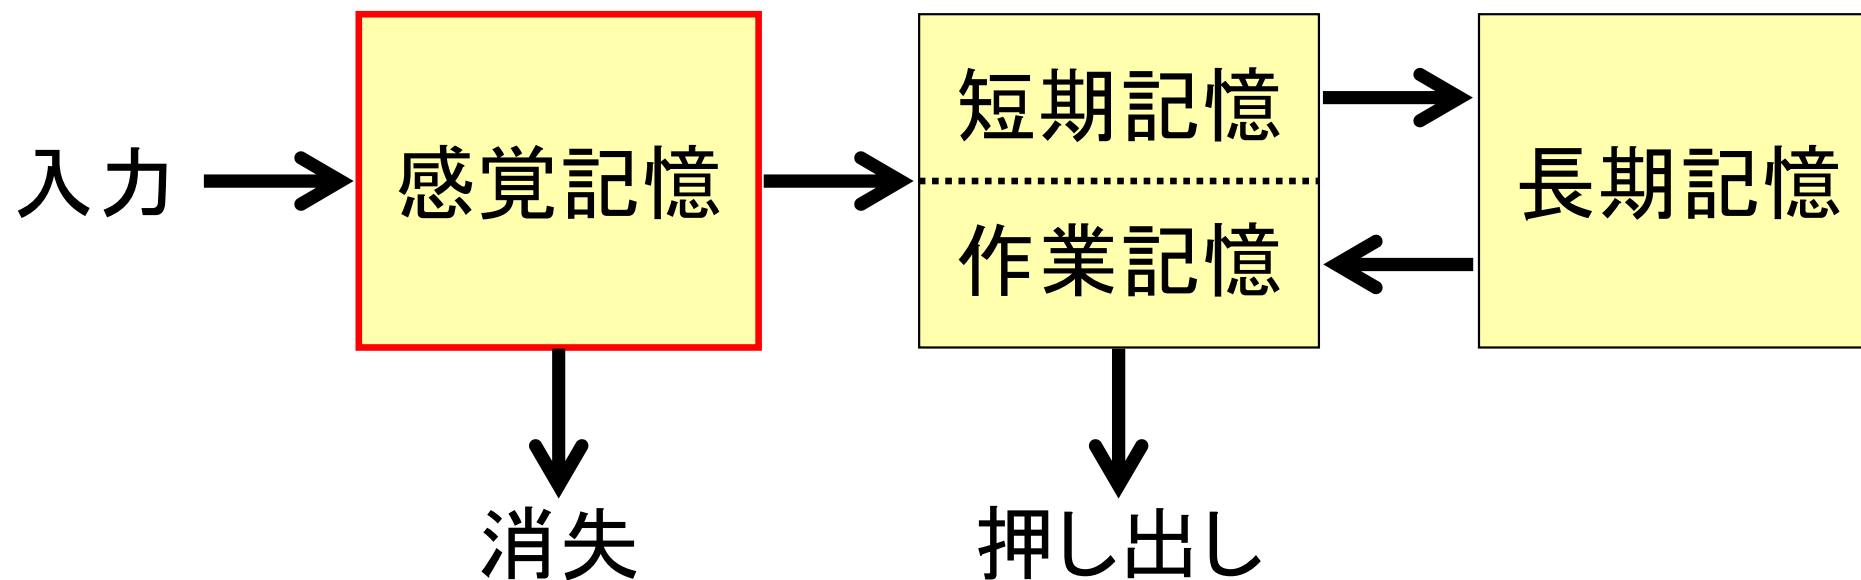 入力
感覚記憶
短期記憶
作業記憶
長期記憶
消失
押し出し